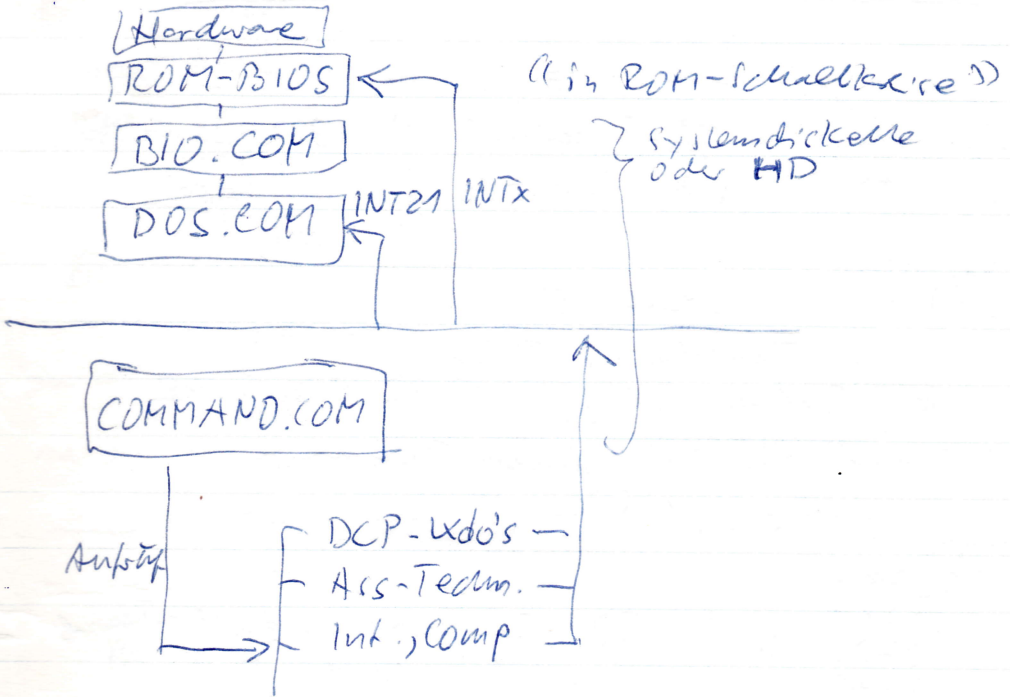 Hardware
ROM-BIOS
((in ROM-Schaltkreise))
BIO.COM
Systemdiskette
oder HD
DOS.COM
INT21
INTx
COMMAND.COM
Aufruf
DCP-Kdo's
Ass-Techn.
Int., Comp